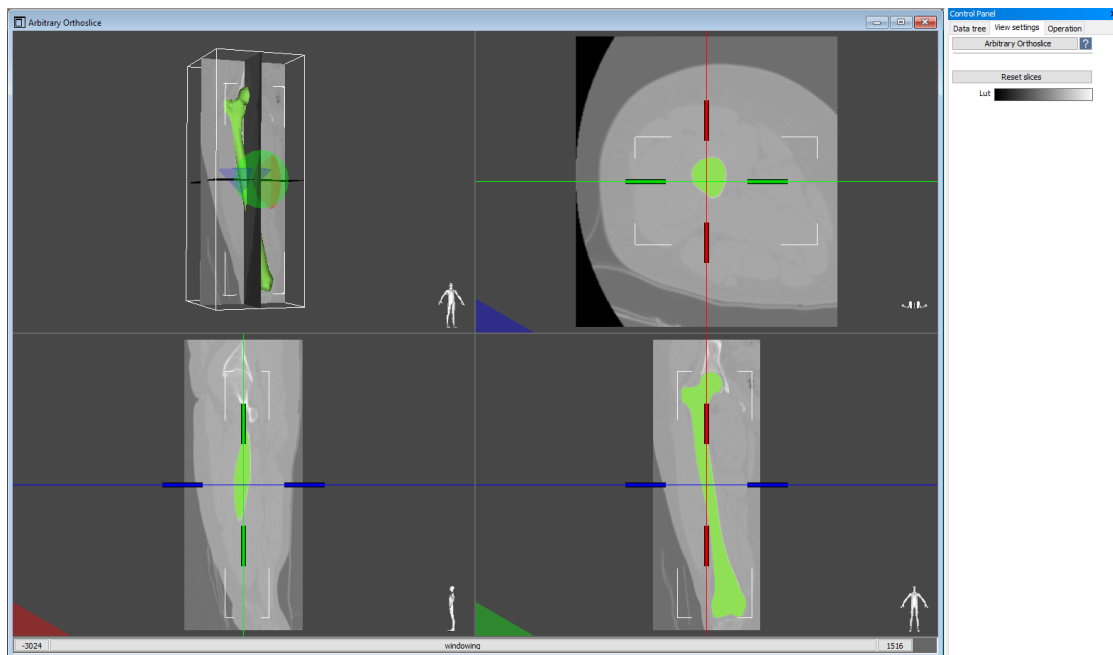 Arbitrary Orthoslice
Control Panel
Data tree View settings Operation
Arbitrary Orthoslice ?
Reset slices
Lut
-3024 windowing 1516